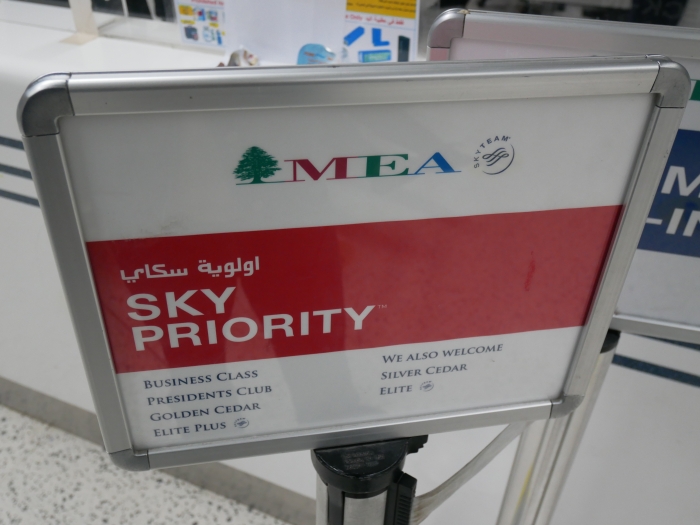 MEA
SKYTEAM
اولوية سكاي
SKY
PRIORITY™
BUSINESS CLASS
PRESIDENTS CLUB
GOLDEN CEDAR
ELITE PLUS
WE ALSO WELCOME
SILVER CEDAR
ELITE